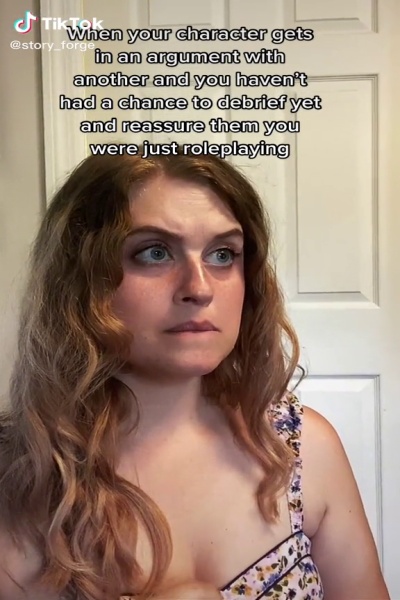 TikTok
@story_forge
When your character gets
in an argument with
another and you haven't
had a chance to debrief yet
and reassure them you
were just roleplaying